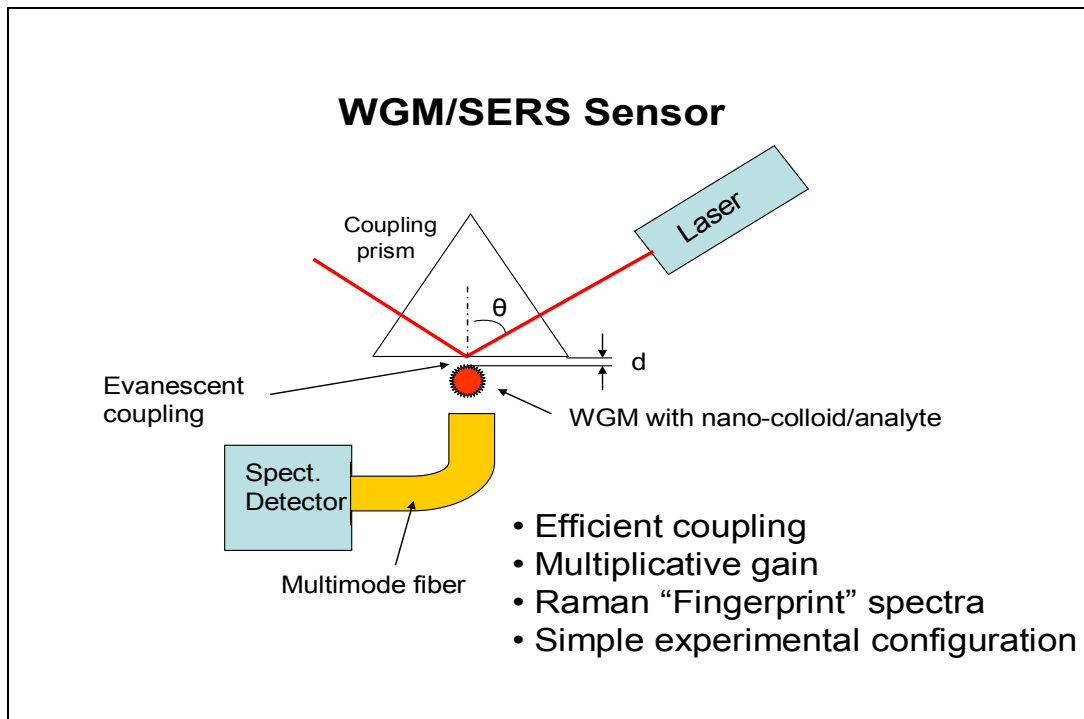 WGM/SERS Sensor
Laser
Coupling
prism
θ
d
Evanescent
coupling
WGM with nano-colloid/analyte
Spect.
Detector
Multimode fiber
• Efficient coupling
• Multiplicative gain
• Raman “Fingerprint” spectra
• Simple experimental configuration